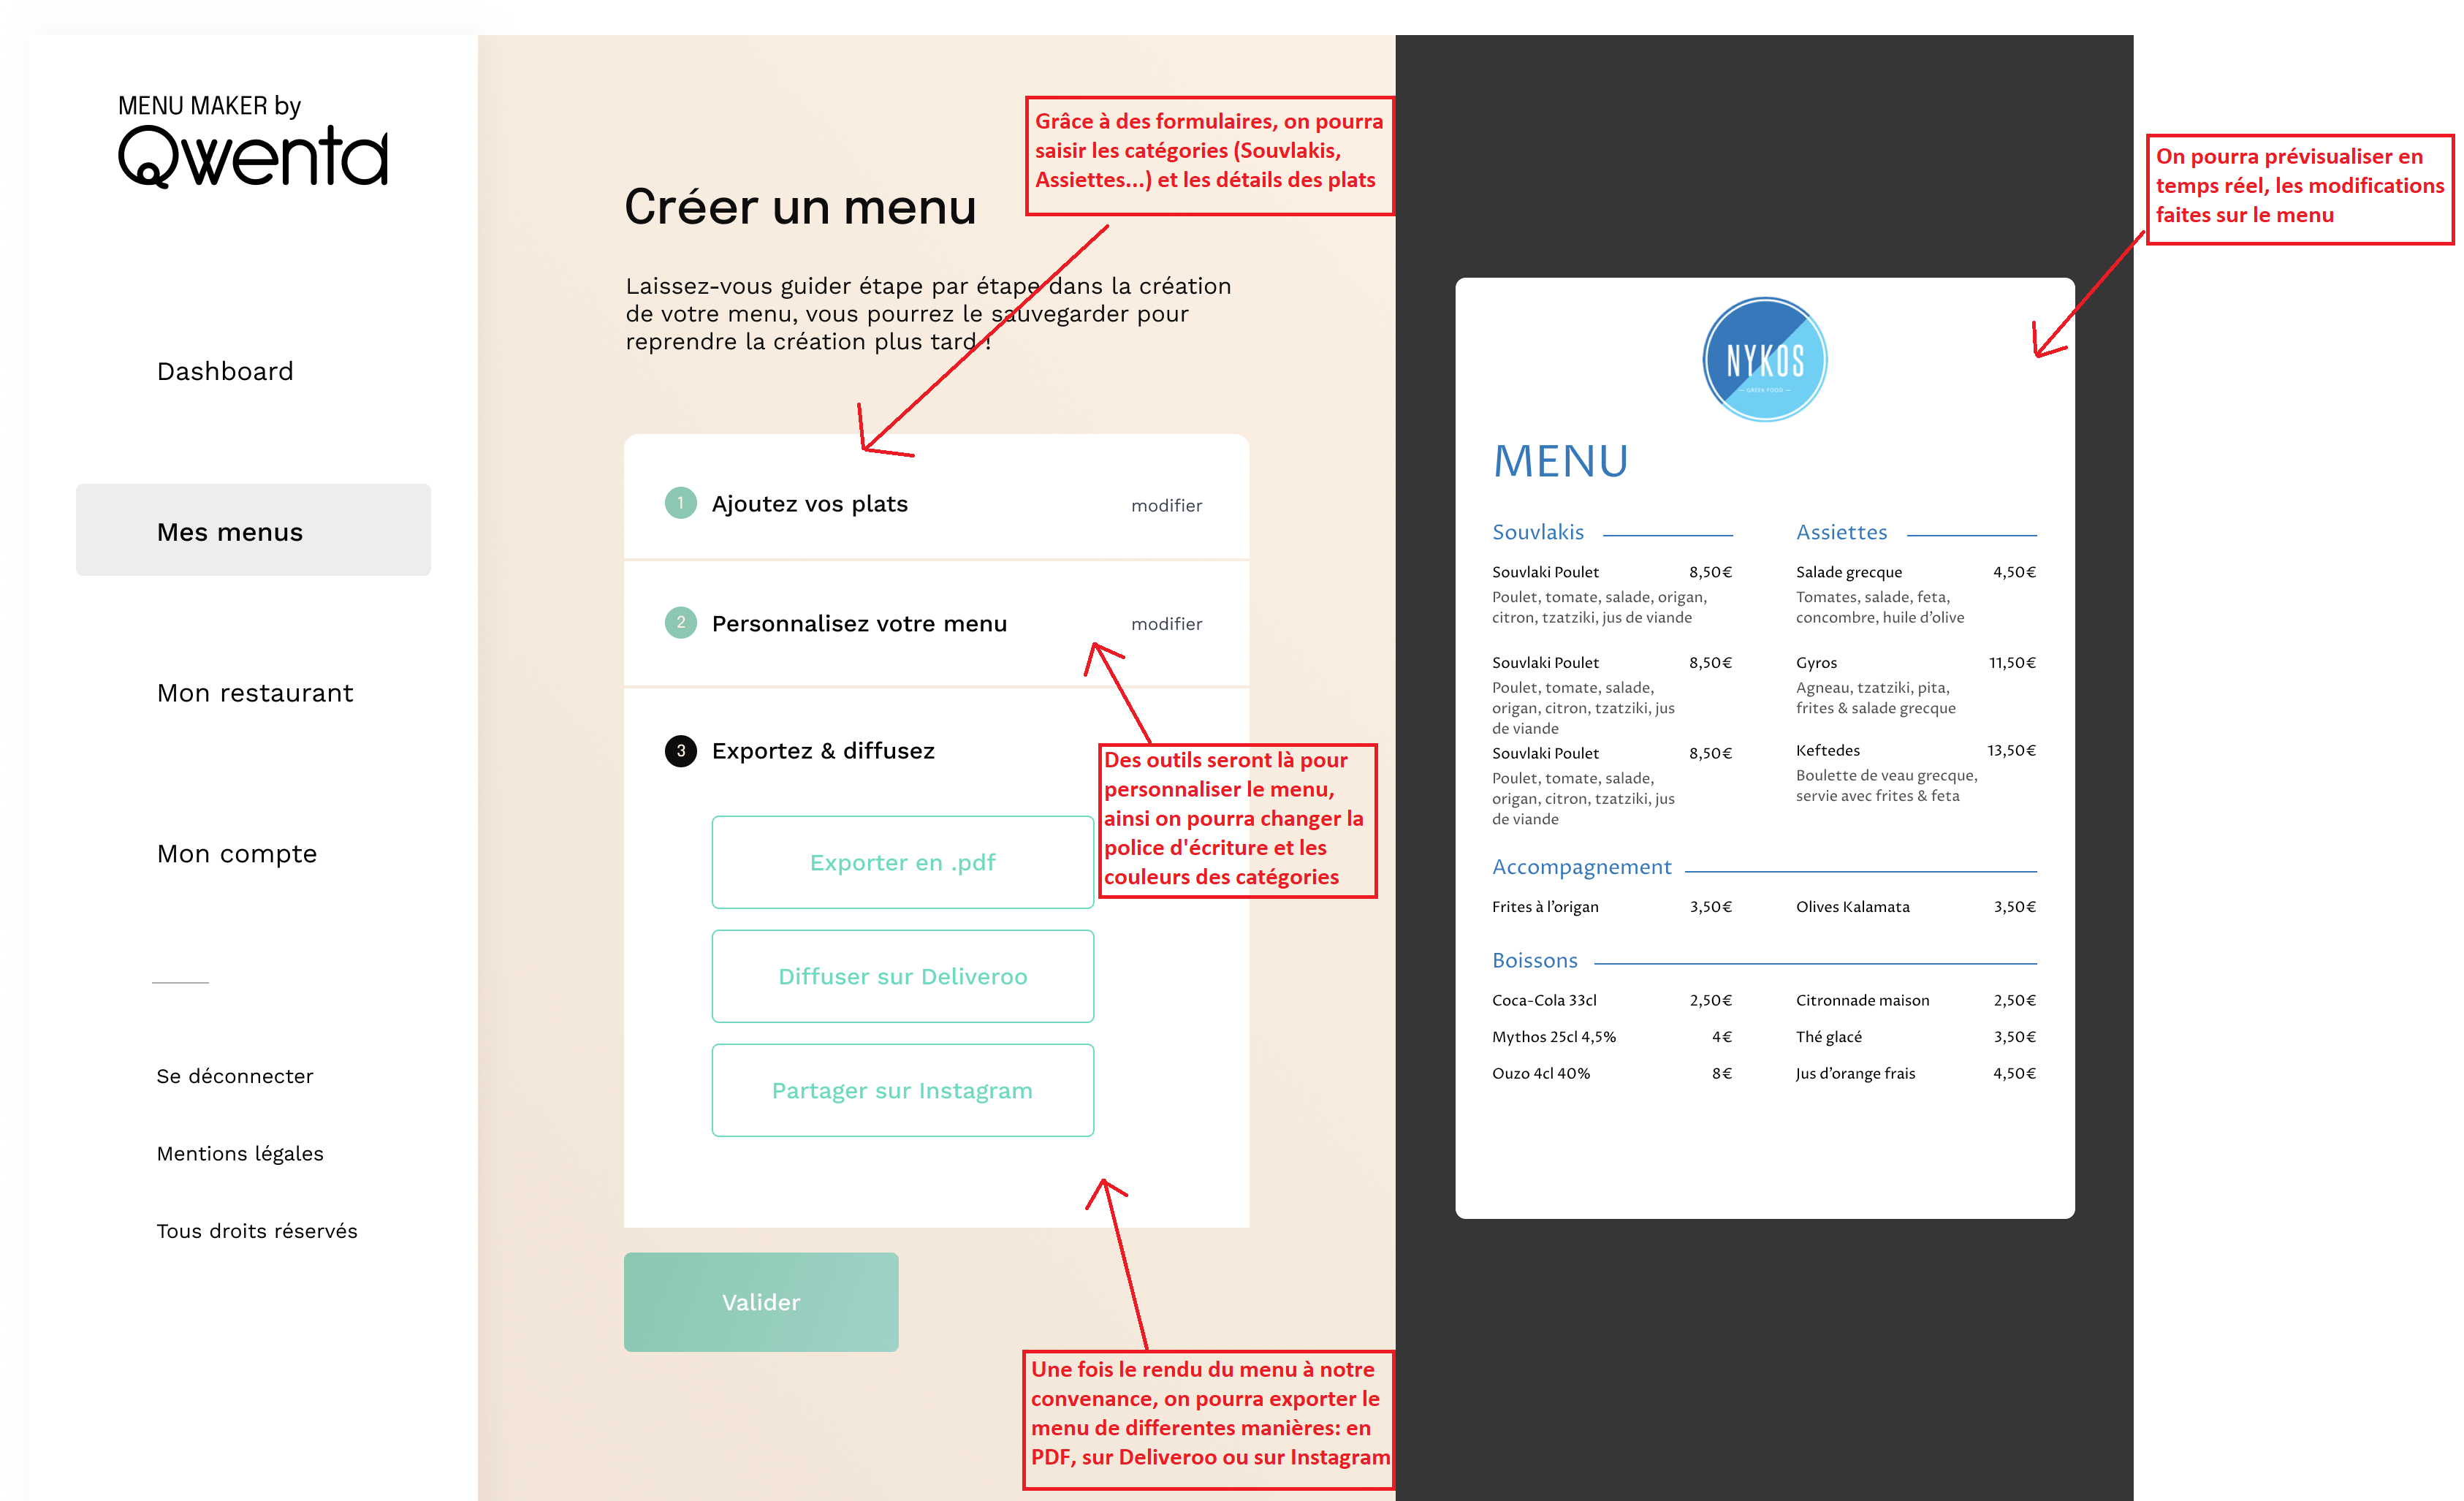 MENU MAKER by
Qwenta
Dashboard
Mes menus
Mon restaurant
Mon compte
Se déconnecter
Mentions légales
Tous droits réservés
Grâce à des formulaires, on pourra
saisir les catégories (Souvlakis,
Assiettes...) et les détails des plats
Créer un menu
Laissez-vous guider étape par étape dans la création
de votre menu, vous pourrez le sauvegarder pour
reprendre la création plus tard !
1 Ajoutez vos plats modifier
2 Personnalisez votre menu modifier
3 Exportez & diffusez
Des outils seront là pour
personnaliser le menu,
ainsi on pourra changer la
police d'écriture et les
couleurs des catégories
Exporter en .pdf
Diffuser sur Deliveroo
Partager sur Instagram
Valider
Une fois le rendu du menu à notre
convenance, on pourra exporter le
menu de differentes manières: en
PDF, sur Deliveroo ou sur Instagram
On pourra prévisualiser en
temps réel, les modifications
faites sur le menu
NYKOS
GREEK FOOD
MENU
Souvlakis
Souvlaki Poulet 8,50€
Poulet, tomate, salade, origan,
citron, tzatziki, jus de viande
Souvlaki Poulet 8,50€
Poulet, tomate, salade,
origan, citron, tzatziki, jus
de viande
Souvlaki Poulet 8,50€
Poulet, tomate, salade,
origan, citron, tzatziki, jus
de viande
Assiettes
Salade grecque 4,50€
Tomates, salade, feta,
concombre, huile d'olive
Gyros 11,50€
Agneau, tzatziki, pita,
frites & salade grecque
Keftedes 13,50€
Boulette de veau grecque,
servie avec frites & feta
Accompagnement
Frites à l'origan 3,50€
Olives Kalamata 3,50€
Boissons
Coca-Cola 33cl 2,50€
Mythos 25cl 4,5% 4€
Ouzo 4cl 40% 8€
Citronnade maison 2,50€
Thé glacé 3,50€
Jus d'orange frais 4,50€